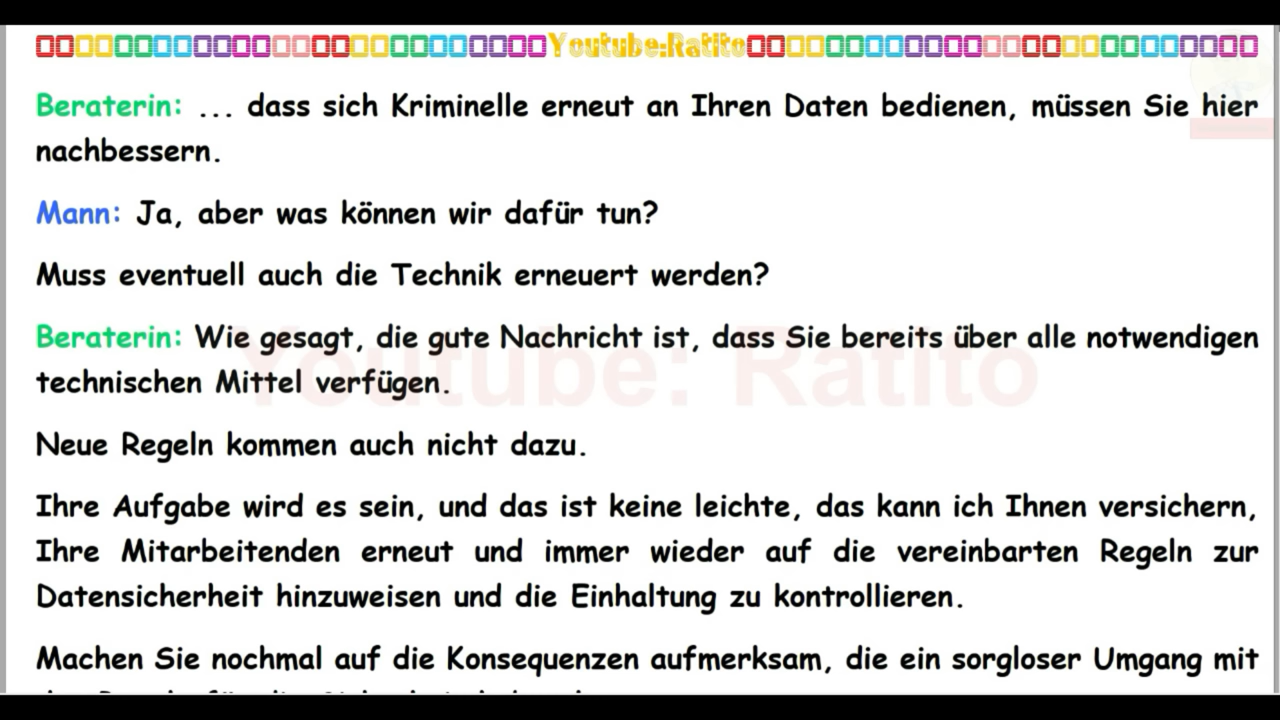 Youtube:Ratito
Beraterin: ... dass sich Kriminelle erneut an Ihren Daten bedienen, müssen Sie hier
nachbessern.
Mann: Ja, aber was können wir dafür tun?
Muss eventuell auch die Technik erneuert werden?
Beraterin: Wie gesagt, die gute Nachricht ist, dass Sie bereits über alle notwendigen
technischen Mittel verfügen.
Youtube: Ratito
Neue Regeln kommen auch nicht dazu.
Ihre Aufgabe wird es sein, und das ist keine leichte, das kann ich Ihnen versichern,
Ihre Mitarbeitenden erneut und immer wieder auf die vereinbarten Regeln zur
Datensicherheit hinzuweisen und die Einhaltung zu kontrollieren.
Machen Sie nochmal auf die Konsequenzen aufmerksam, die ein sorgloser Umgang mit